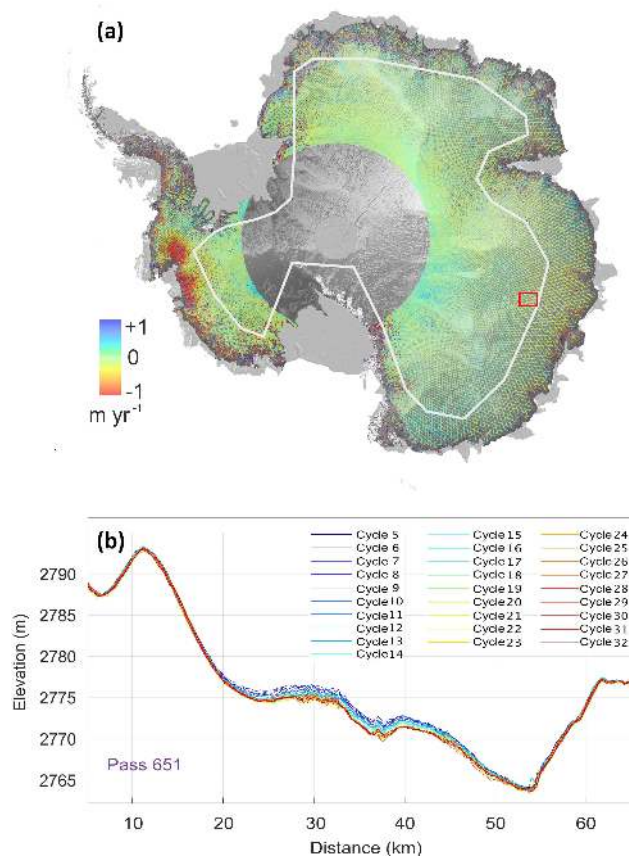 (a)
+1
0
-1
m yr⁻¹
(b)
Cycle 5
Cycle 6
Cycle 7
Cycle 8
Cycle 9
Cycle 10
Cycle 11
Cycle 12
Cycle 13
Cycle 14
Cycle 15
Cycle 16
Cycle 17
Cycle 18
Cycle 19
Cycle 20
Cycle 21
Cycle 22
Cycle 23
Cycle 24
Cycle 25
Cycle 26
Cycle 27
Cycle 28
Cycle 29
Cycle 30
Cycle 31
Cycle 32
Elevation (m)
2790
2785
2780
2775
2770
2765
Pass 651
10 20 30 40 50 60
Distance (km)